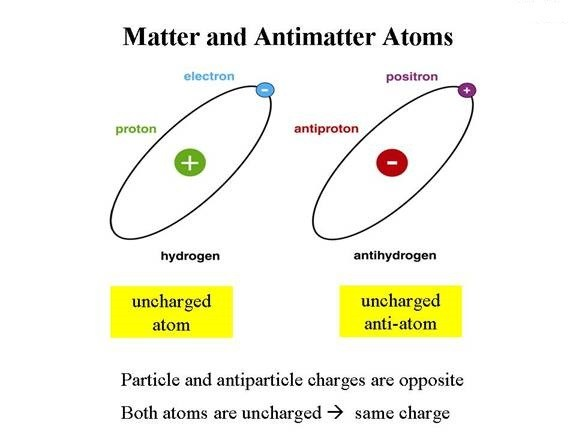 Matter and Antimatter Atoms
electron
-
proton
+
hydrogen
positron
+
antiproton
-
antihydrogen
uncharged
atom
uncharged
anti-atom
Particle and antiparticle charges are opposite
Both atoms are uncharged → same charge